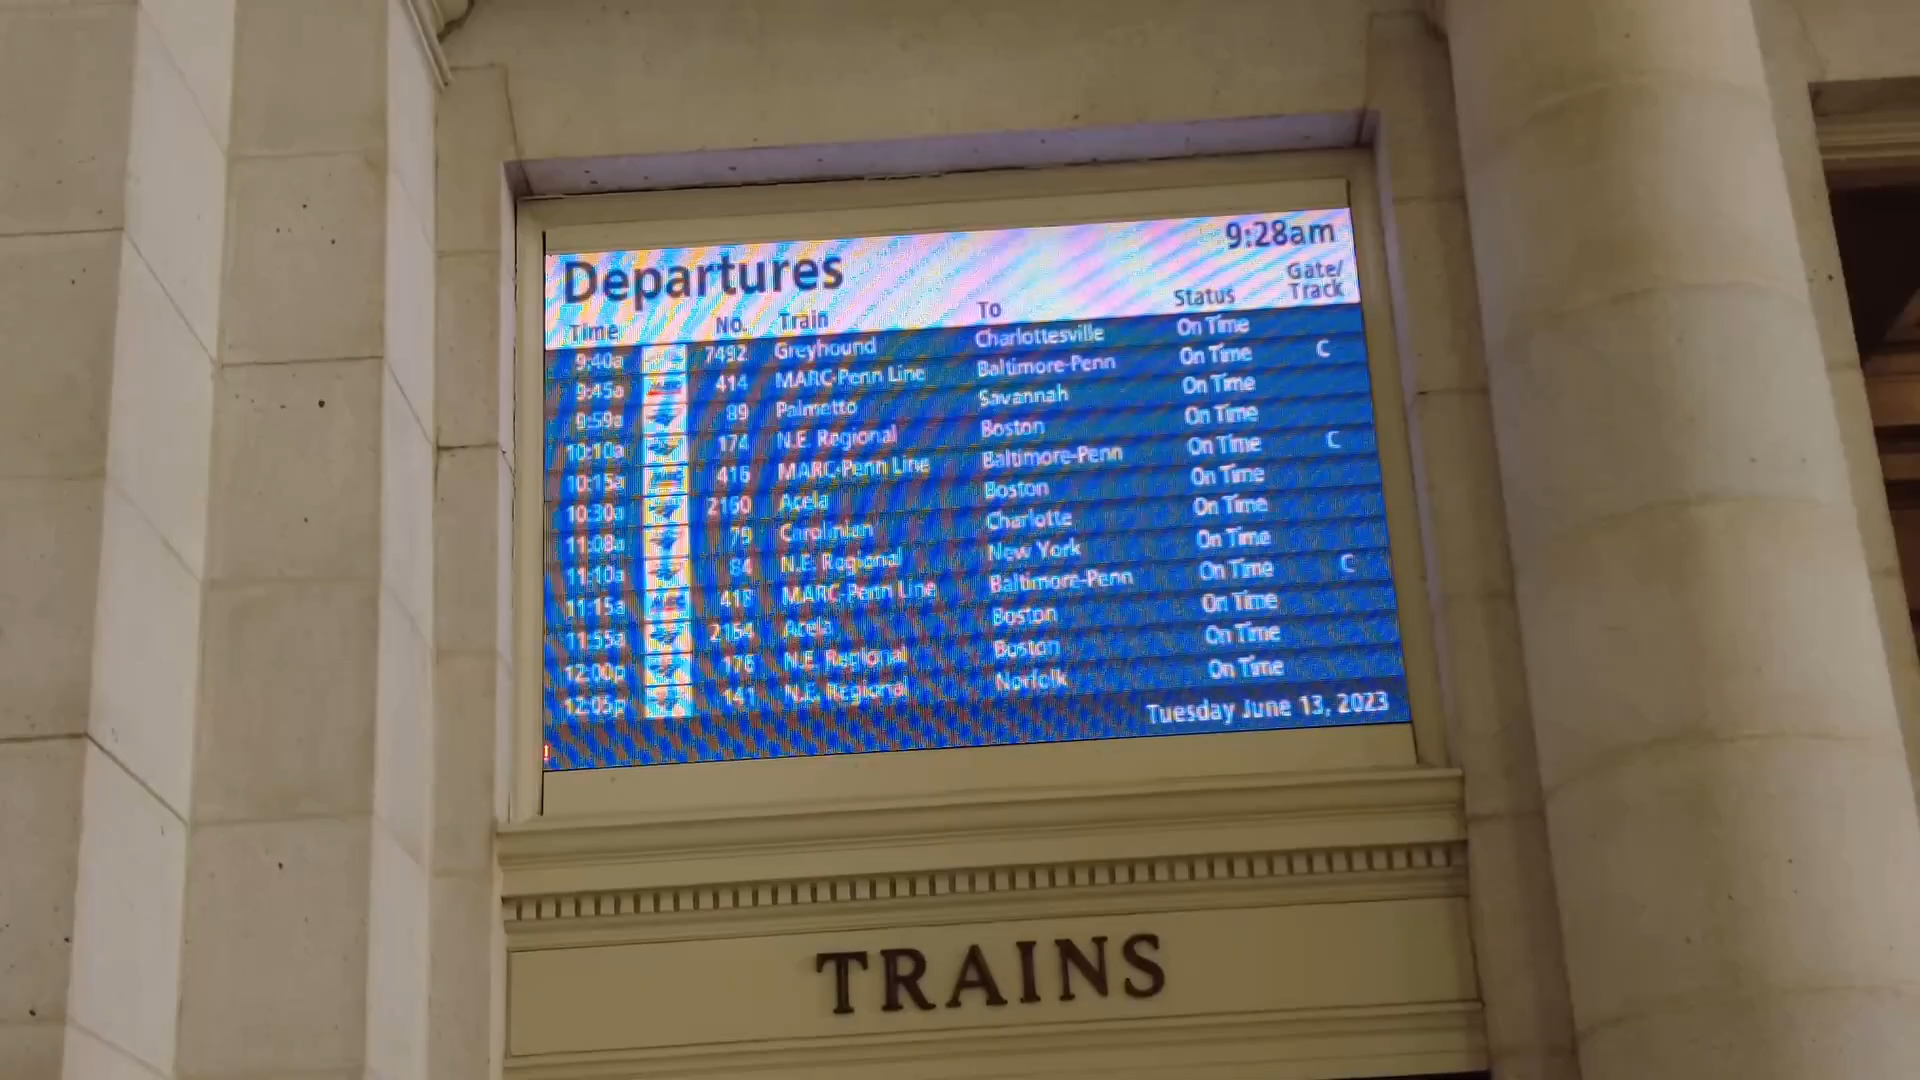 9:28am
Departures
Time No. Train To Status Gate/ Track
9:40a 7492 Greyhound Charlottesville On Time
9:45a 414 MARC-Penn Line Baltimore-Penn On Time C
9:59a 89 Palmetto Savannah On Time
10:10a 174 N.E. Regional Boston On Time
10:15a 416 MARC-Penn Line Baltimore-Penn On Time C
10:30a 2160 Acela Boston On Time
11:08a 79 Carolinian Charlotte On Time
11:10a 84 N.E. Regional New York On Time
11:15a 418 MARC-Penn Line Baltimore-Penn On Time C
11:55a 2164 Acela Boston On Time
12:00p 176 N.E. Regional Boston On Time
12:05p 141 N.E. Regional Norfolk On Time
Tuesday June 13, 2023
TRAINS